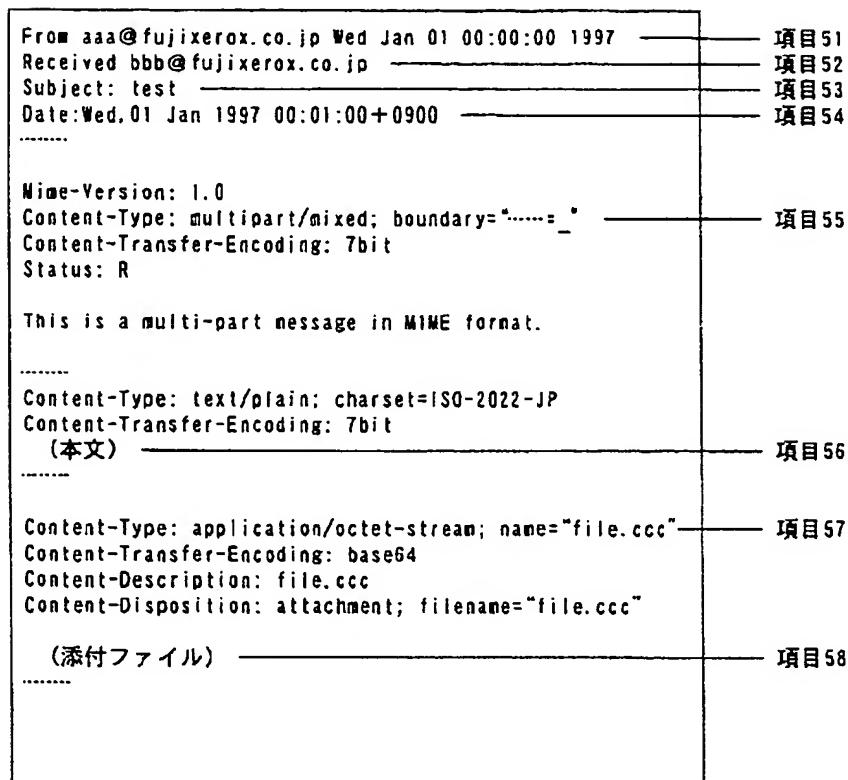 From aaa@fujixerox.co.jp Wed Jan 01 00:00:00 1997 項目51
Received bbb@fujixerox.co.jp 項目52
Subject: test 項目53
Date:Wed,01 Jan 1997 00:01:00+0900 項目54
........
Mime-Version: 1.0
Content-Type: multipart/mixed; boundary="......=_" 項目55
Content-Transfer-Encoding: 7bit
Status: R
This is a multi-part message in MIME format.
........
Content-Type: text/plain; charset=ISO-2022-JP
Content-Transfer-Encoding: 7bit
(本文) 項目56
........
Content-Type: application/octet-stream; name="file.ccc" 項目57
Content-Transfer-Encoding: base64
Content-Description: file.ccc
Content-Disposition: attachment; filename="file.ccc"
(添付ファイル) 項目58
........